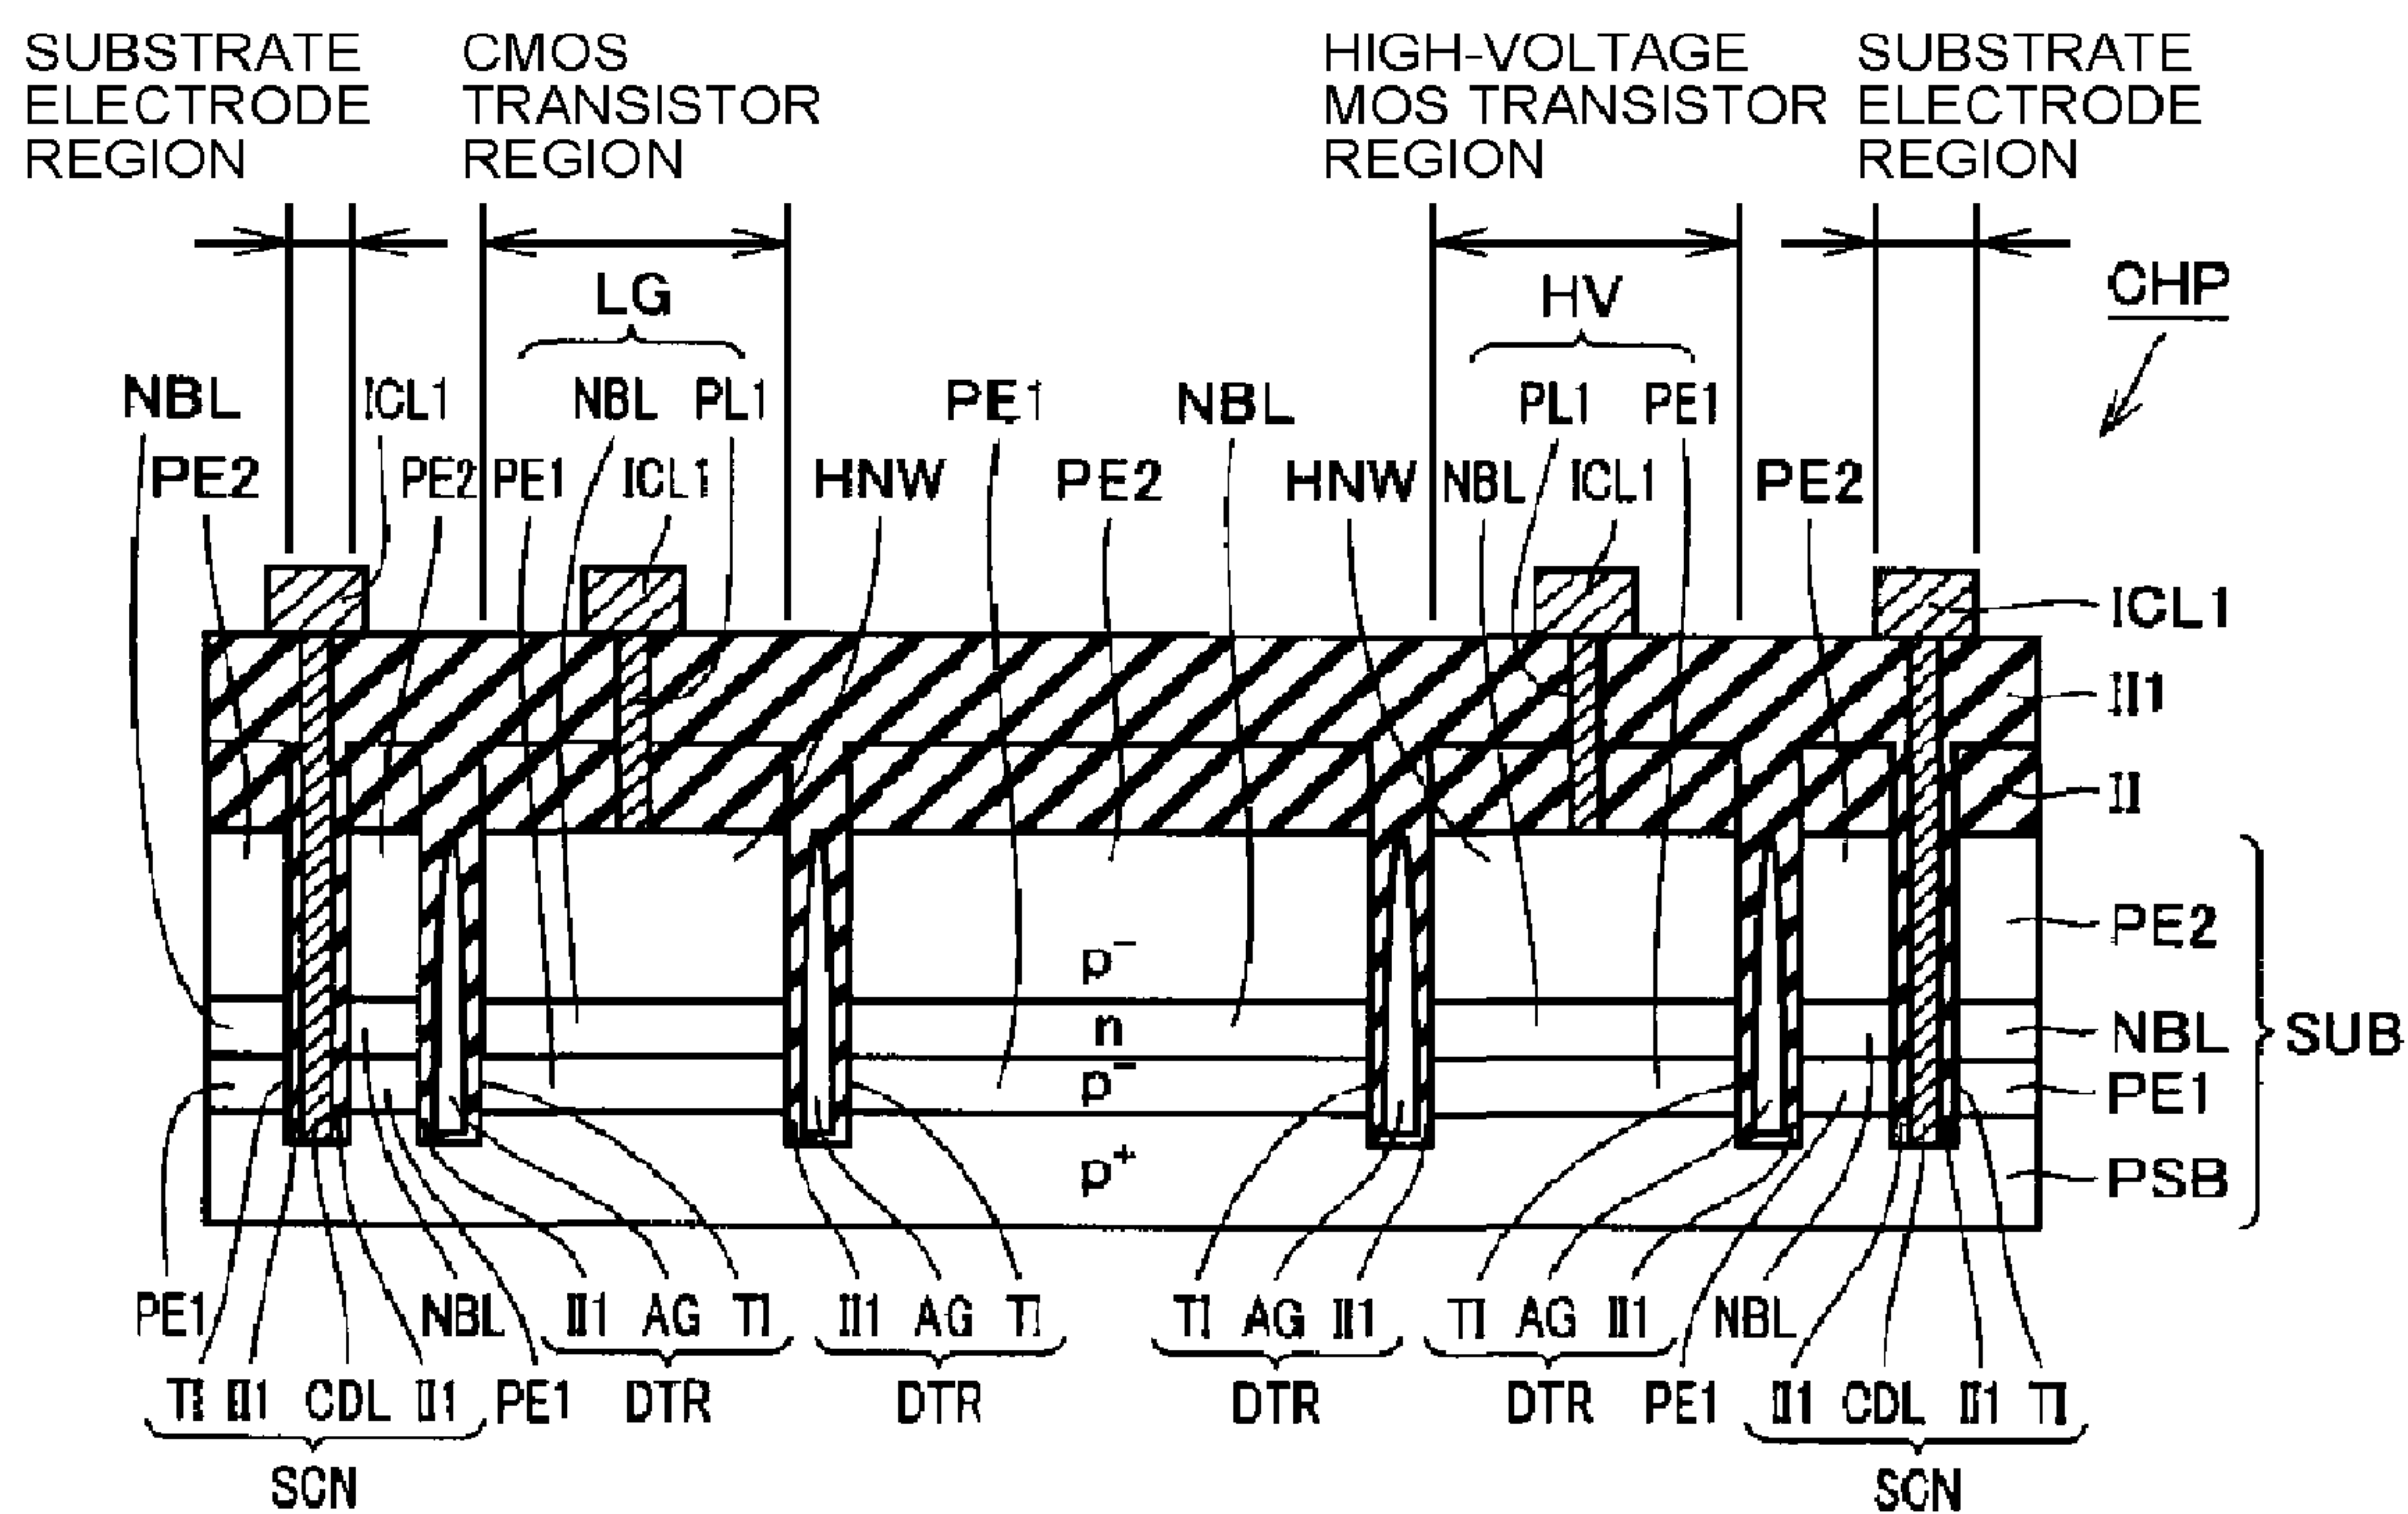 SUBSTRATE
ELECTRODE
REGION
CMOS
TRANSISTOR
REGION
HIGH-VOLTAGE
MOS TRANSISTOR
REGION
SUBSTRATE
ELECTRODE
REGION
LG
HV
CHP
NBL
ICL1
NBL
PL1
PE1
NBL
PL1
PE1
PE2
PE2
PE1
ICL1
HNW
PE2
HNW
NBL
ICL1
PE2
ICL1
II1
II
PE2
NBL
PE1
PSB
SUB
p⁻
n
p⁻
p⁺
PE1
NBL
II1 AG TI
II1 AG TI
TI AG II1
TI AG II1
NBL
TI II1 CDL II1
PE1
DTR
DTR
DTR
DTR
PE1
II1 CDL II1 TI
SCN
SCN